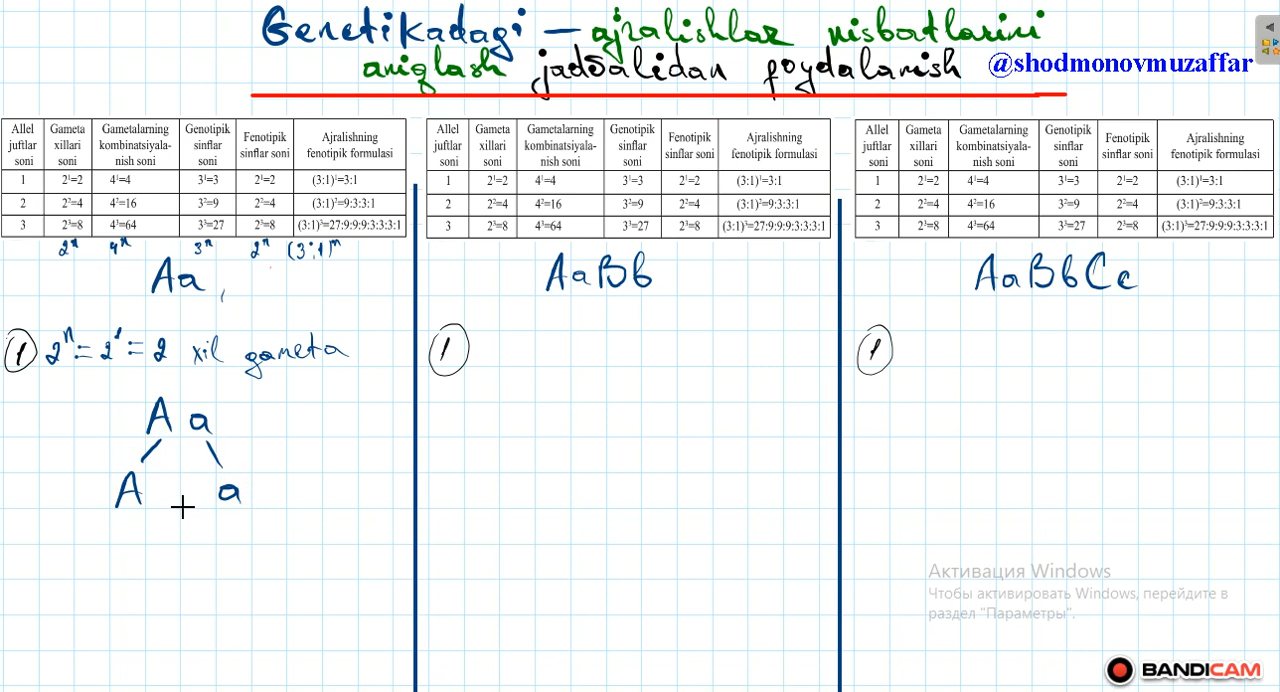 Genetikadagi — ajralishlar nisbatlarini
aniqlash jadvalidan foydalanish @shodmonovmuzaffar
Allel juftlar soni Gameta xillari soni Gametalarning kombinatsiyala-nish soni Genotipik sinflar soni Fenotipik sinflar soni Ajralishning fenotipik formulasi
1 2¹=2 4¹=4 3¹=3 2¹=2 (3:1)¹=3:1
2 2²=4 4²=16 3²=9 2²=4 (3:1)²=9:3:3:1
3 2³=8 4³=64 3³=27 2³=8 (3:1)³=27:9:9:9:3:3:3:1
2ⁿ 4ⁿ 3ⁿ 2ⁿ (3:1)ⁿ
Aa,
① 2ⁿ=2¹=2 xil gameta
A a
A a
Allel juftlar soni Gameta xillari soni Gametalarning kombinatsiyala-nish soni Genotipik sinflar soni Fenotipik sinflar soni Ajralishning fenotipik formulasi
1 2¹=2 4¹=4 3¹=3 2¹=2 (3:1)¹=3:1
2 2²=4 4²=16 3²=9 2²=4 (3:1)²=9:3:3:1
3 2³=8 4³=64 3³=27 2³=8 (3:1)³=27:9:9:9:3:3:3:1
AaBb
①
Allel juftlar soni Gameta xillari soni Gametalarning kombinatsiyala-nish soni Genotipik sinflar soni Fenotipik sinflar soni Ajralishning fenotipik formulasi
1 2¹=2 4¹=4 3¹=3 2¹=2 (3:1)¹=3:1
2 2²=4 4²=16 3²=9 2²=4 (3:1)²=9:3:3:1
3 2³=8 4³=64 3³=27 2³=8 (3:1)³=27:9:9:9:3:3:3:1
AaBbCc
①
Активация Windows
Чтобы активировать Windows, перейдите в
раздел "Параметры".
BANDICAM